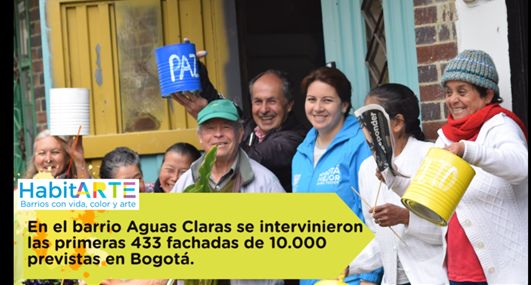 PAZ
HabitARTE
Barrios con vida, color y arte
En el barrio Aguas Claras se intervinieron
las primeras 433 fachadas de 10.000
previstas en Bogotá.